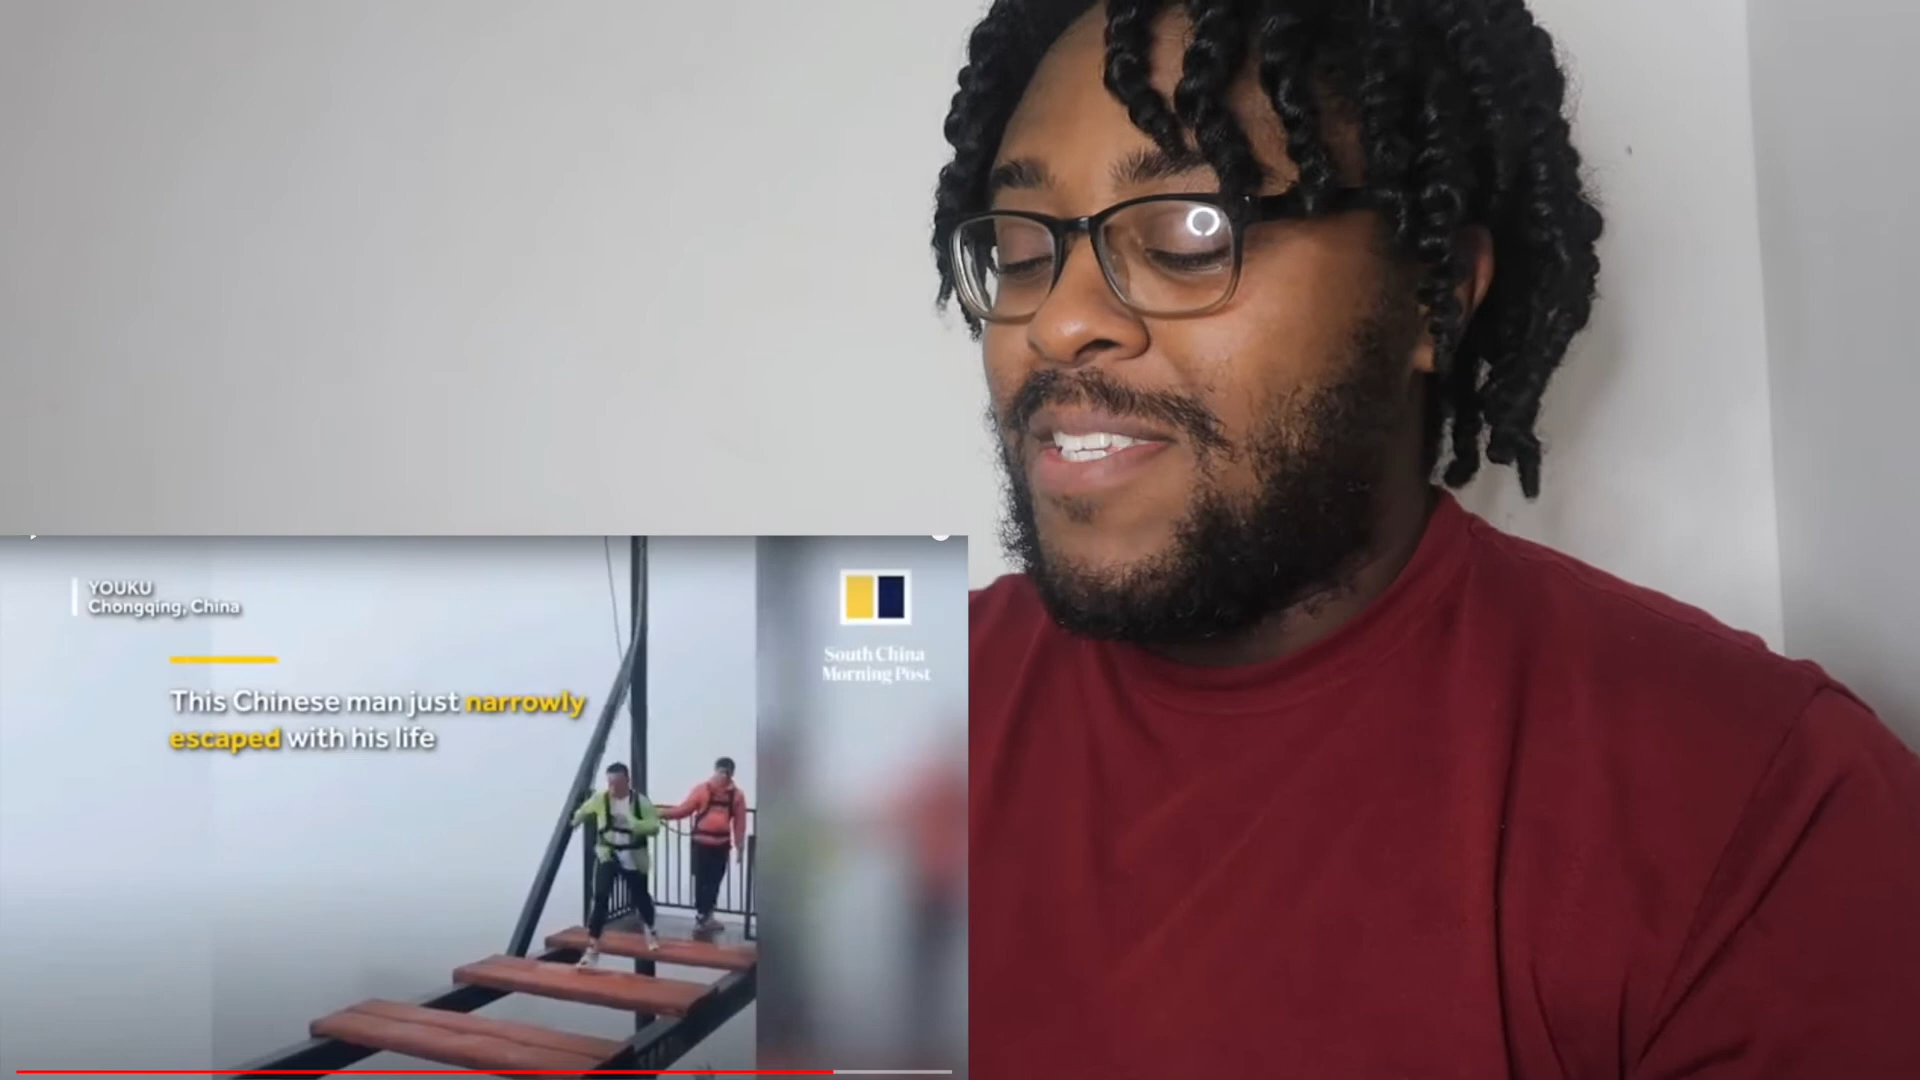 YOUKU
Chongqing, China
South China
Morning Post
This Chinese man just narrowly
escaped with his life